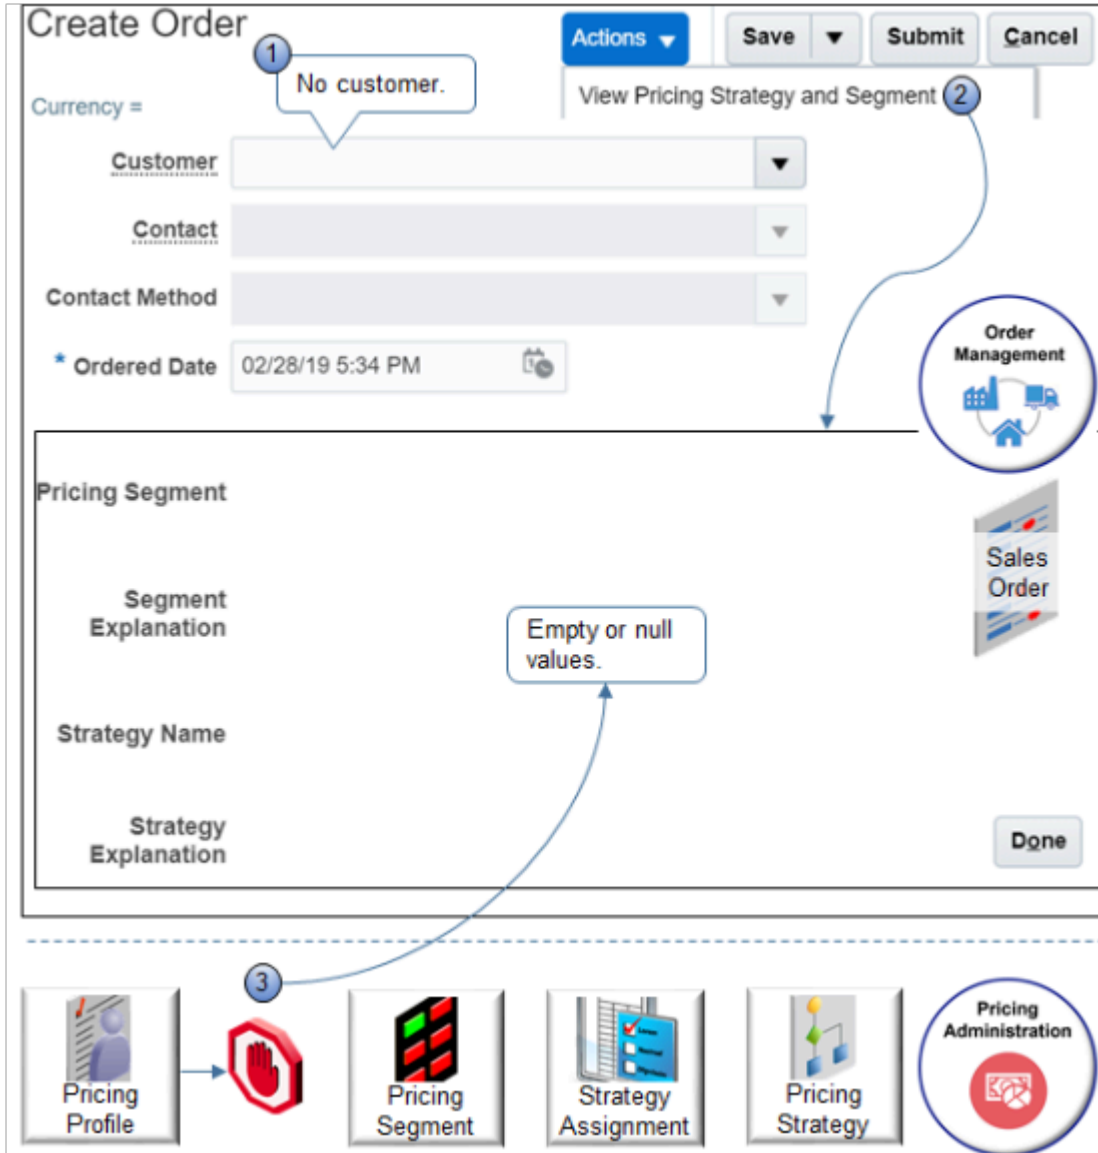 Create Order
Actions
Save
Submit
Cancel
1
No customer.
View Pricing Strategy and Segment
2
Currency =
Customer
Contact
Contact Method
* Ordered Date
02/28/19 5:34 PM
Order
Management
Pricing Segment
Sales
Order
Segment
Explanation
Empty or null
values.
Strategy Name
Strategy
Explanation
Done
3
Pricing
Profile
Pricing
Segment
Strategy
Assignment
Pricing
Strategy
Pricing
Administration